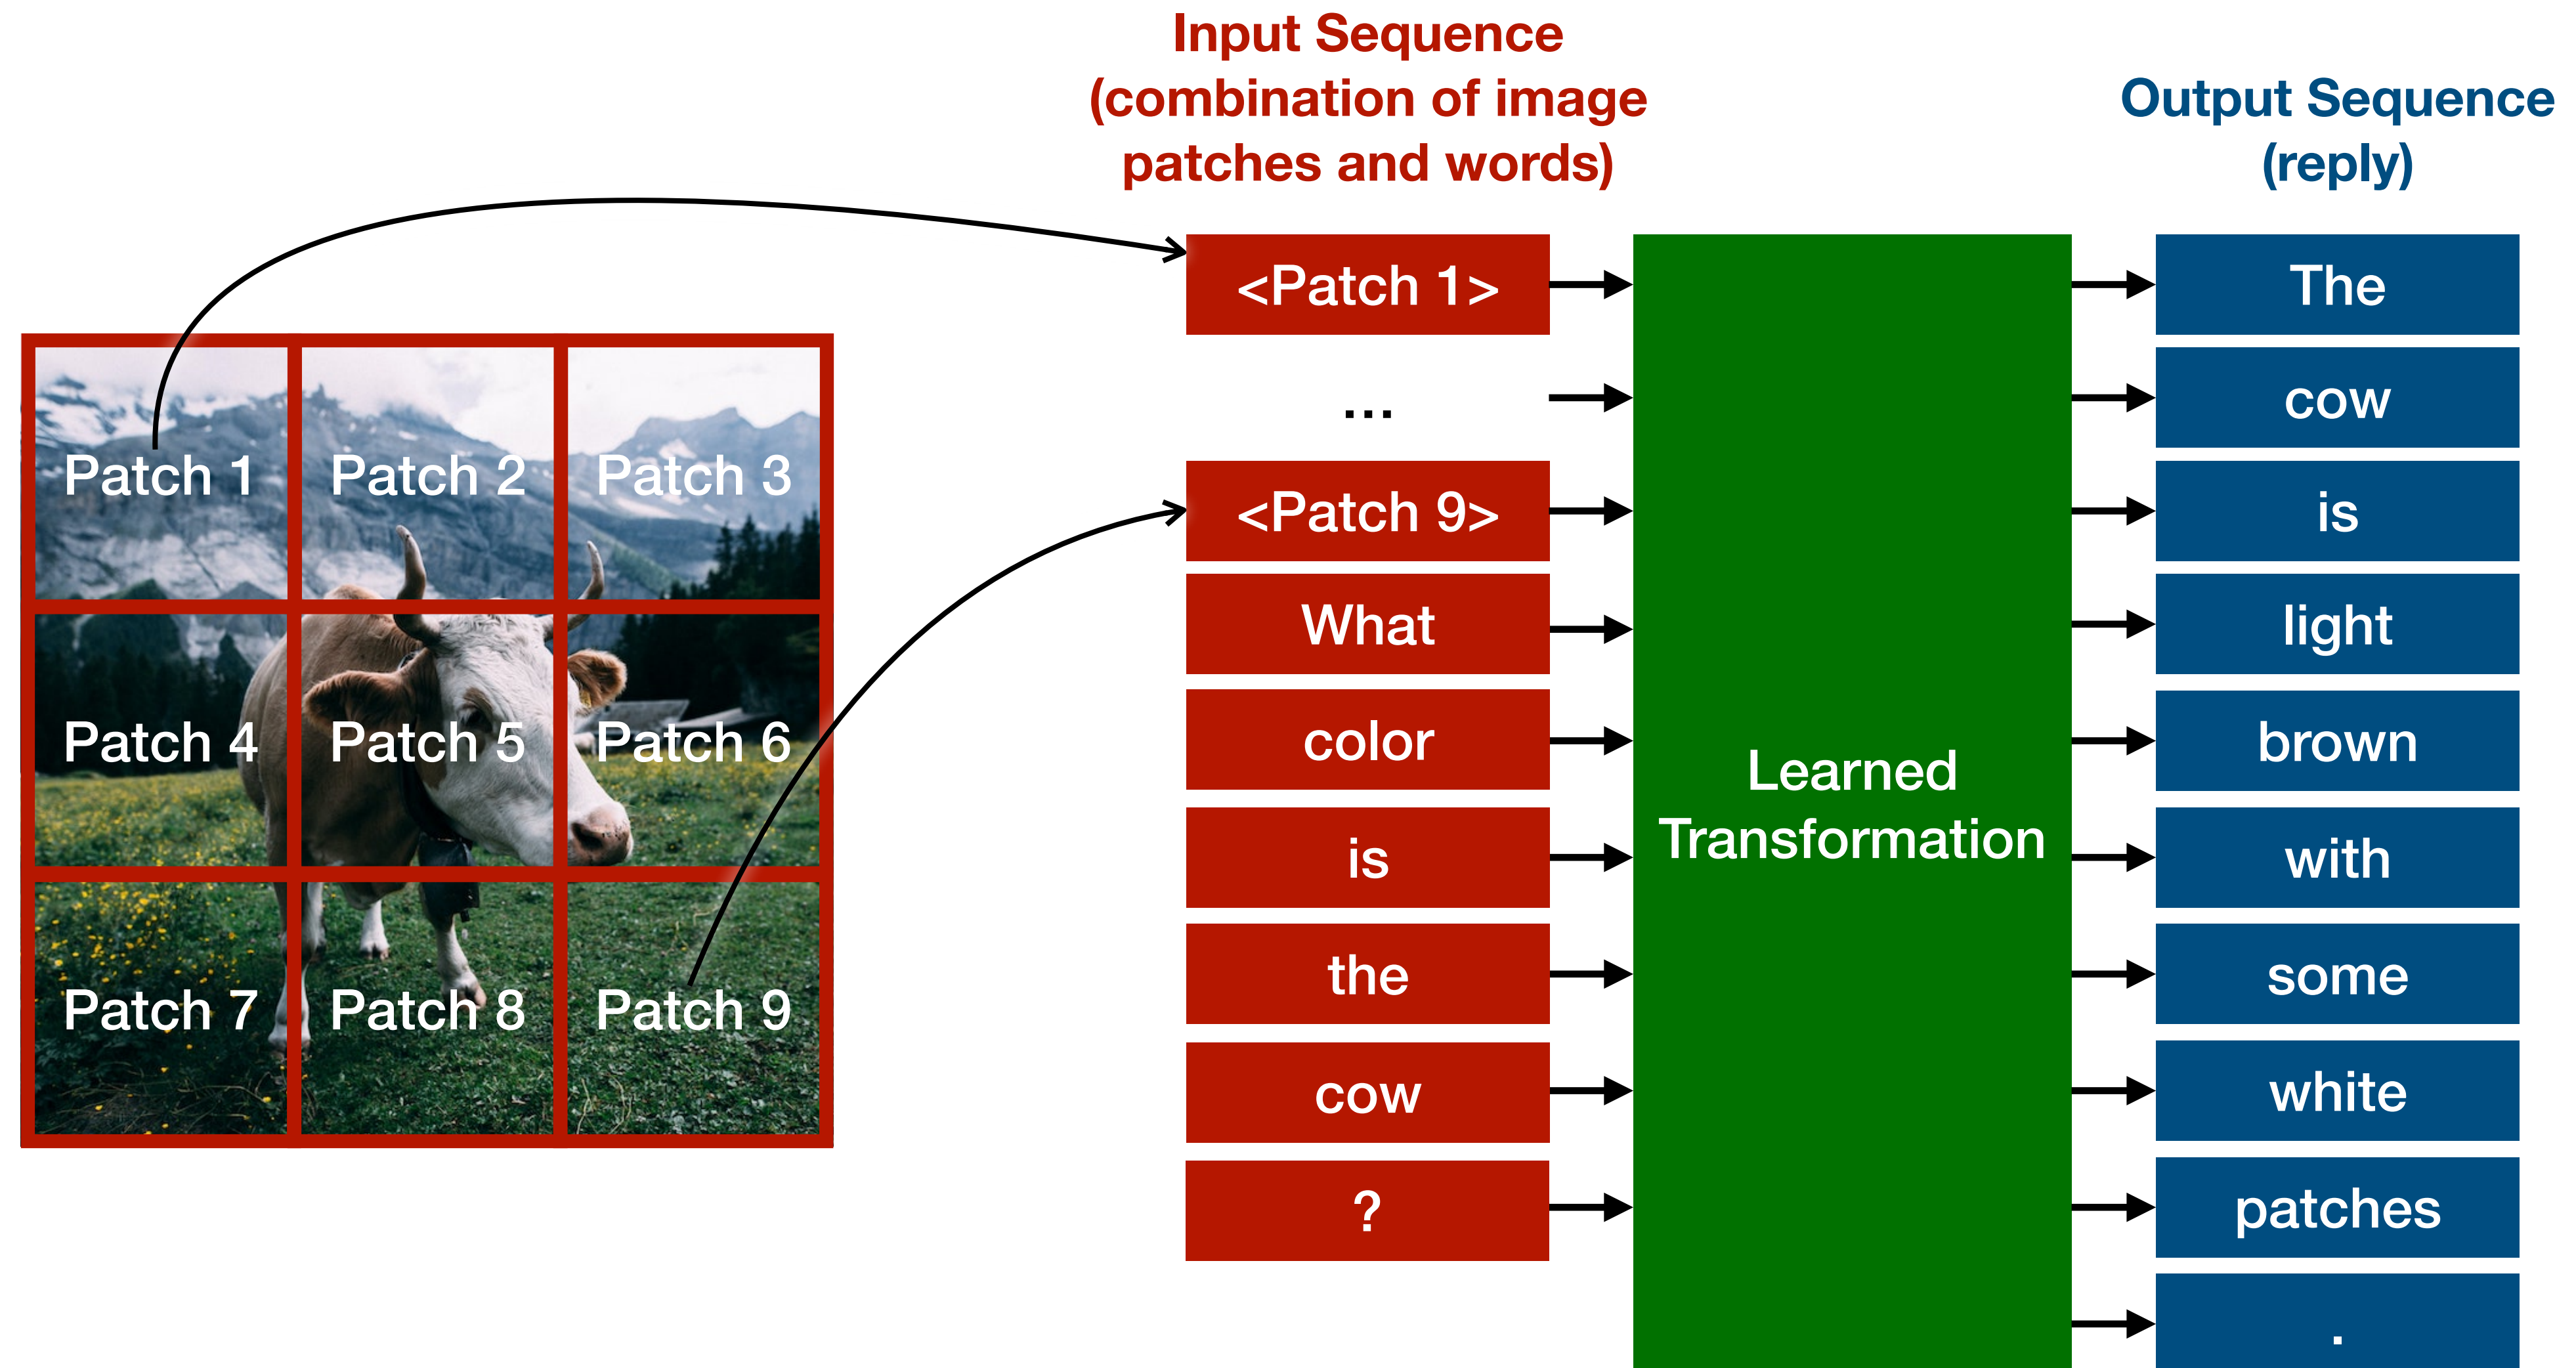 Input Sequence
(combination of image
patches and words)
Output Sequence
(reply)
Patch 1
Patch 2
Patch 3
Patch 4
Patch 5
Patch 6
Patch 7
Patch 8
Patch 9
<Patch 1>
...
<Patch 9>
What
color
is
the
cow
?
Learned
Transformation
The
cow
is
light
brown
with
some
white
patches
.